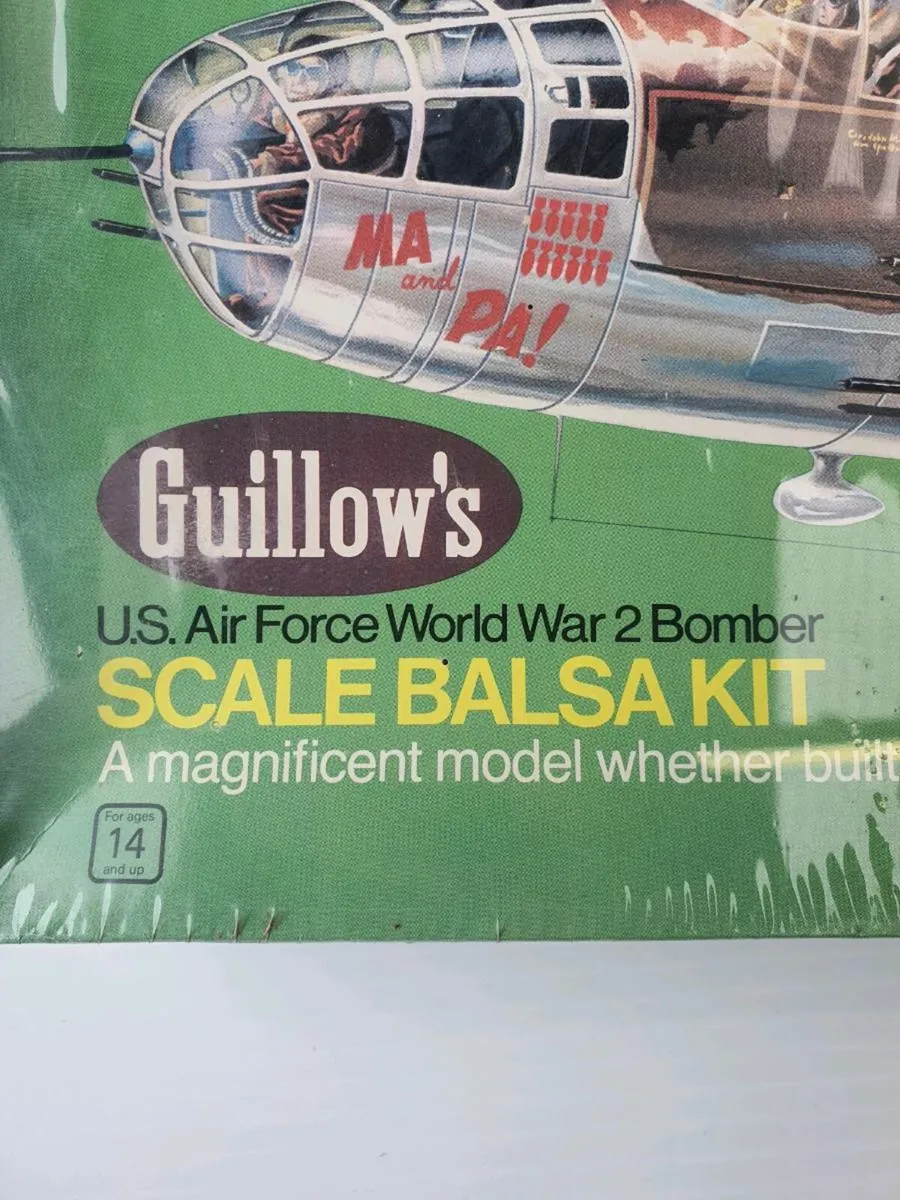 MA
and
PA!
Guillow's
U.S. Air Force World War 2 Bomber
SCALE BALSA KIT
A magnificent model whether built
For ages
14
and up